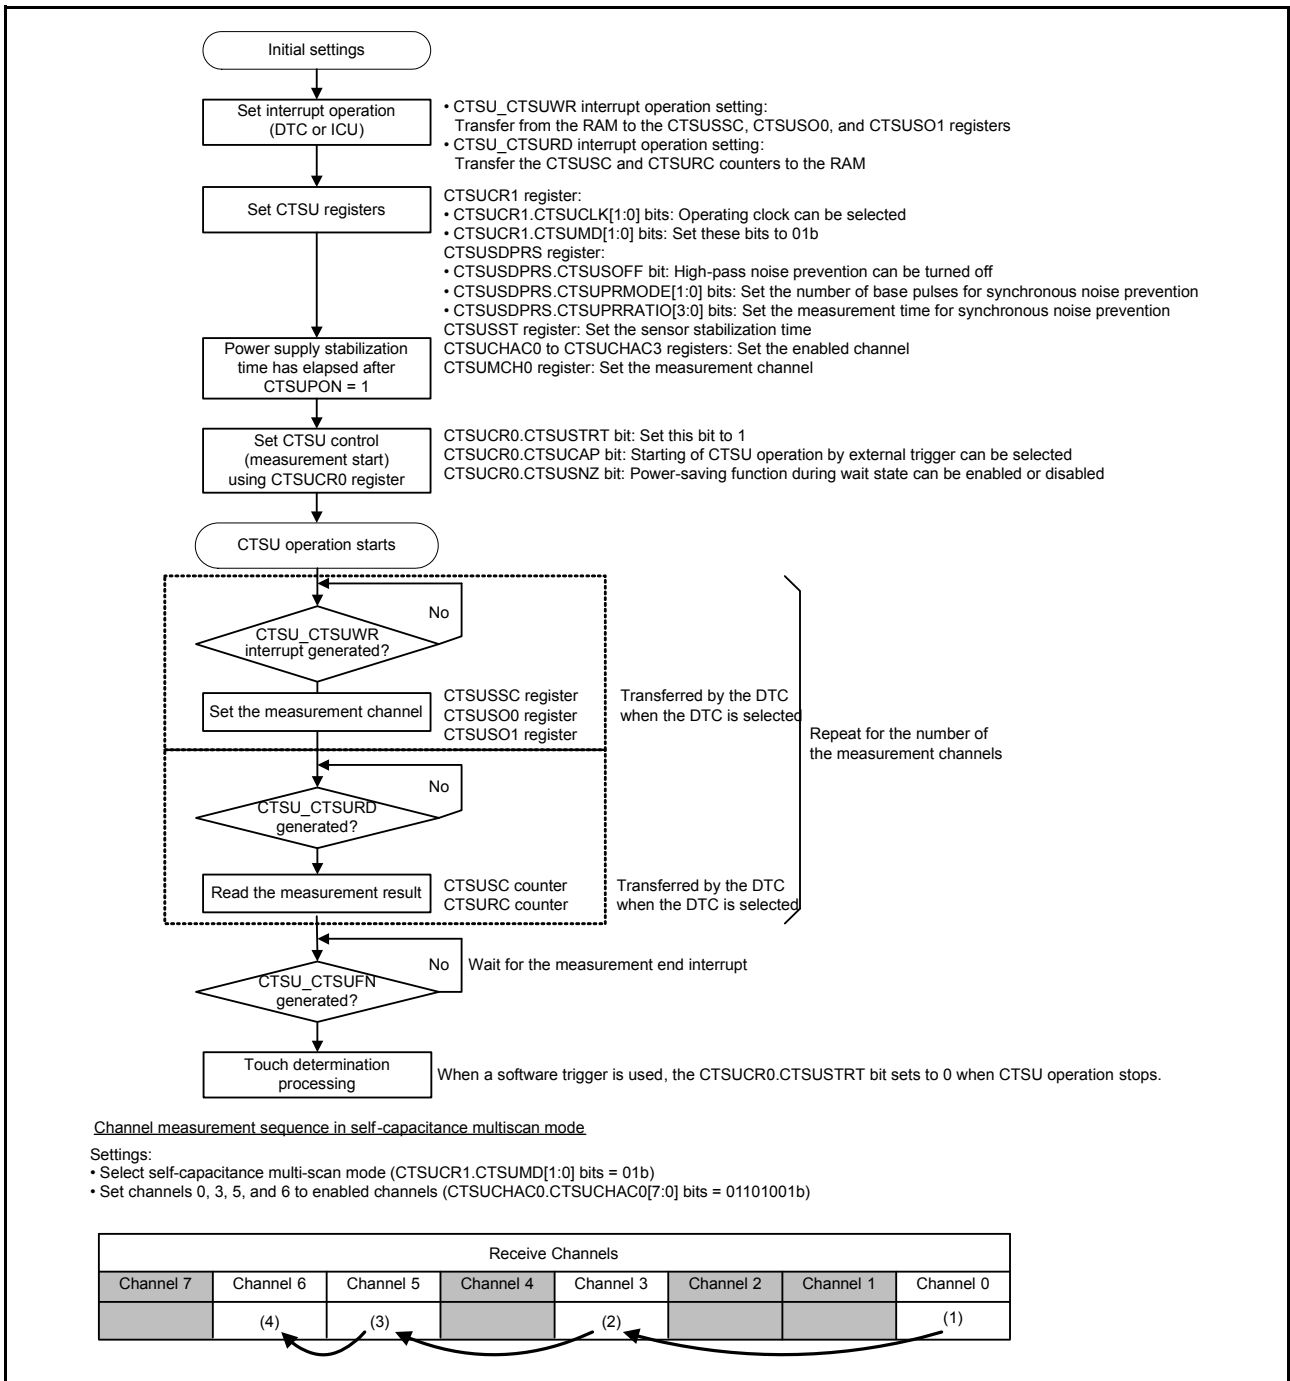 Initial settings
Set interrupt operation
(DTC or ICU)
• CTSU_CTSUWR interrupt operation setting:
Transfer from the RAM to the CTSUSSC, CTSUSO0, and CTSUSO1 registers
• CTSU_CTSURD interrupt operation setting:
Transfer the CTSUSC and CTSURC counters to the RAM
Set CTSU registers
CTSUCR1 register:
• CTSUCR1.CTSUCLK[1:0] bits: Operating clock can be selected
• CTSUCR1.CTSUMD[1:0] bits: Set these bits to 01b
CTSUSDPRS register:
• CTSUSDPRS.CTSUSOFF bit: High-pass noise prevention can be turned off
• CTSUSDPRS.CTSUPRMODE[1:0] bits: Set the number of base pulses for synchronous noise prevention
• CTSUSDPRS.CTSUPRRATIO[3:0] bits: Set the measurement time for synchronous noise prevention
CTSUSST register: Set the sensor stabilization time
CTSUCHAC0 to CTSUCHAC3 registers: Set the enabled channel
CTSUMCH0 register: Set the measurement channel
Power supply stabilization
time has elapsed after
CTSUPON = 1
Set CTSU control
(measurement start)
using CTSUCR0 register
CTSUCR0.CTSUSTRT bit: Set this bit to 1
CTSUCR0.CTSUCAP bit: Starting of CTSU operation by external trigger can be selected
CTSUCR0.CTSUSNZ bit: Power-saving function during wait state can be enabled or disabled
CTSU operation starts
No
CTSU_CTSUWR
interrupt generated?
Set the measurement channel
CTSUSSC register
CTSUSO0 register
CTSUSO1 register
Transferred by the DTC
when the DTC is selected
Repeat for the number of
the measurement channels
No
CTSU_CTSURD
generated?
Read the measurement result
CTSUSC counter
CTSURC counter
Transferred by the DTC
when the DTC is selected
No
Wait for the measurement end interrupt
CTSU_CTSUFN
generated?
Touch determination
processing
When a software trigger is used, the CTSUCR0.CTSUSTRT bit sets to 0 when CTSU operation stops.
Channel measurement sequence in self-capacitance multiscan mode
Settings:
• Select self-capacitance multi-scan mode (CTSUCR1.CTSUMD[1:0] bits = 01b)
• Set channels 0, 3, 5, and 6 to enabled channels (CTSUCHAC0.CTSUCHAC0[7:0] bits = 01101001b)
Receive Channels
Channel 7 Channel 6 Channel 5 Channel 4 Channel 3 Channel 2 Channel 1 Channel 0
(4) (3) (2) (1)